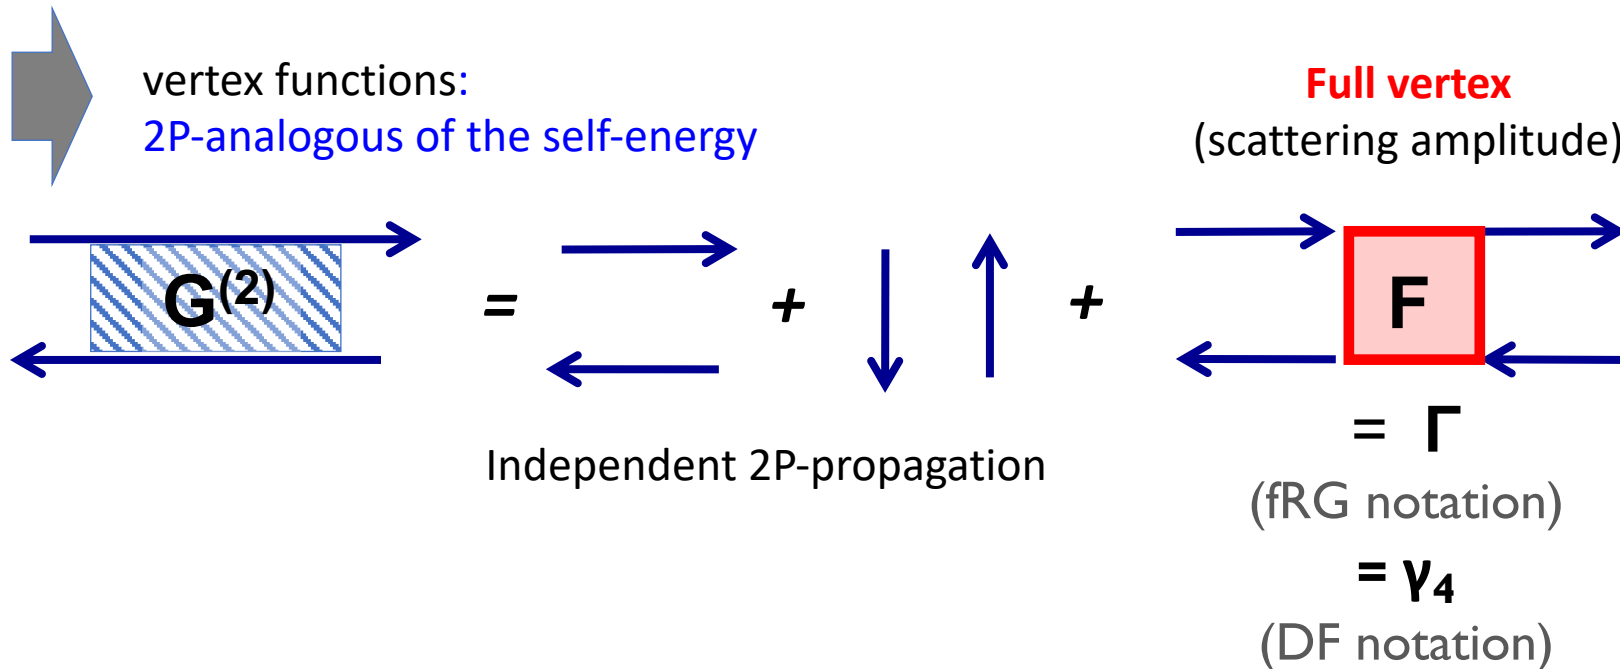 vertex functions:
2P-analogous of the self-energy
Full vertex
(scattering amplitude)
G(2) = + + F
Independent 2P-propagation
= Γ
(fRG notation)
= γ4
(DF notation)